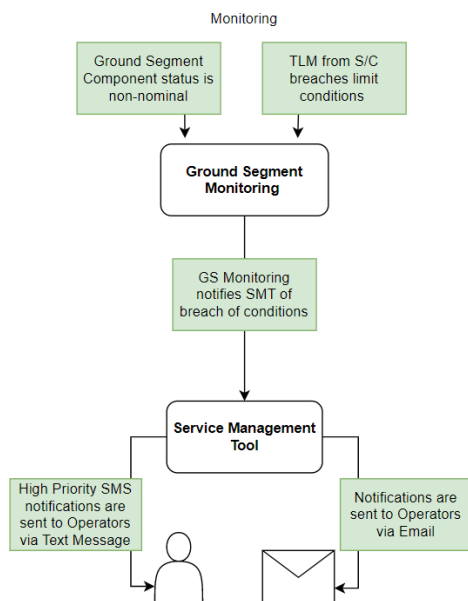 Monitoring
Ground Segment
Component status is
non-nominal
TLM from S/C
breaches limit
conditions
Ground Segment
Monitoring
GS Monitoring
notifies SMT of
breach of conditions
Service Management
Tool
High Priority SMS
notifications are
sent to Operators
via Text Message
Notifications are
sent to Operators
via Email